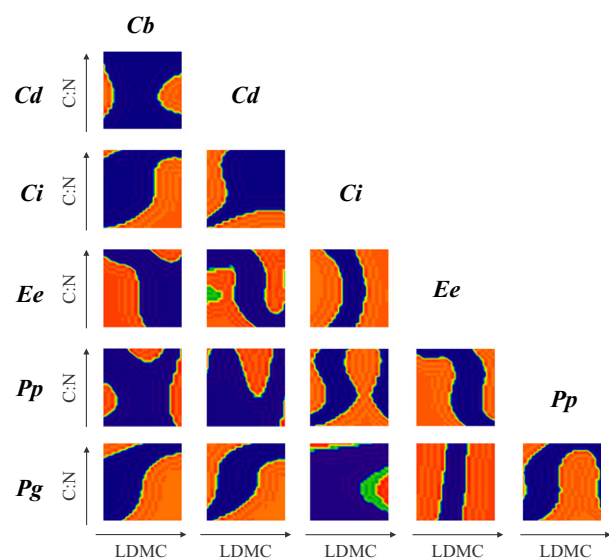 Cb
Cd C:N Cd
Ci C:N Ci
Ee C:N Ee
Pp C:N Pp
Pg C:N
LDMC LDMC LDMC LDMC LDMC